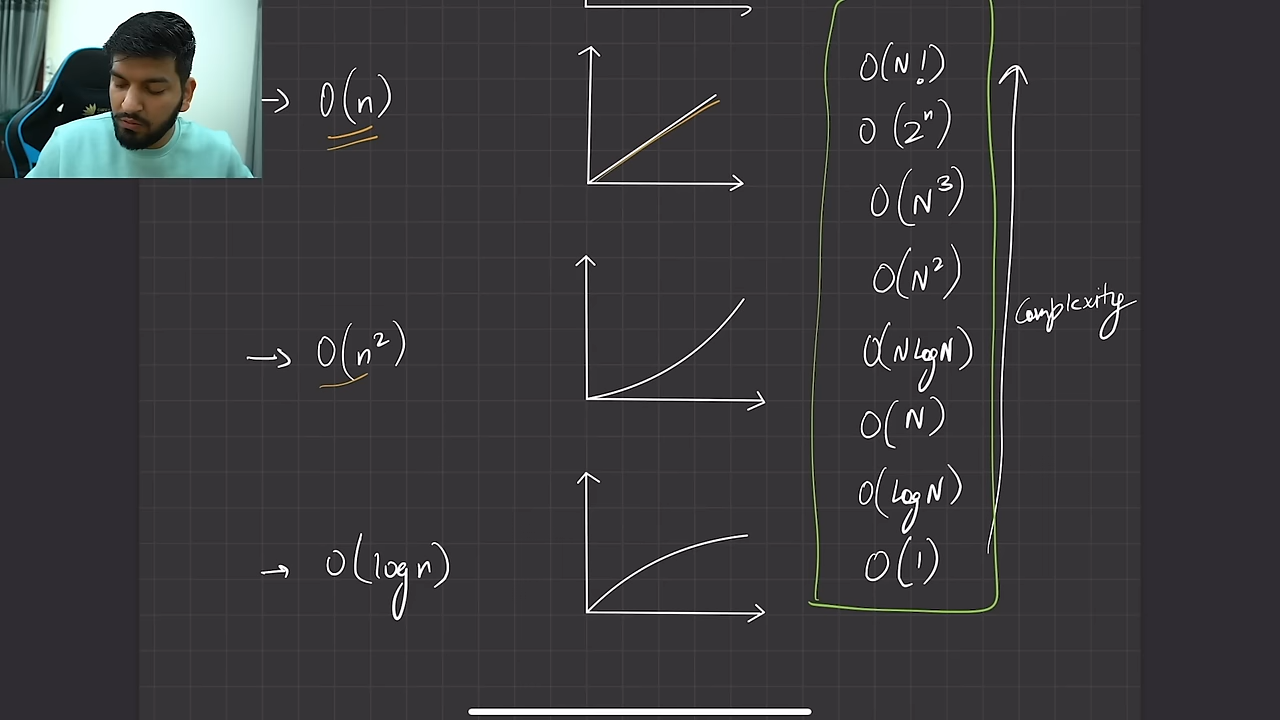 → O(n)
→ O(n²)
→ O(log n)
O(N!)
O(2ⁿ)
O(N³)
O(N²)
O(N log N)
O(N)
O(log N)
O(1)
Complexity